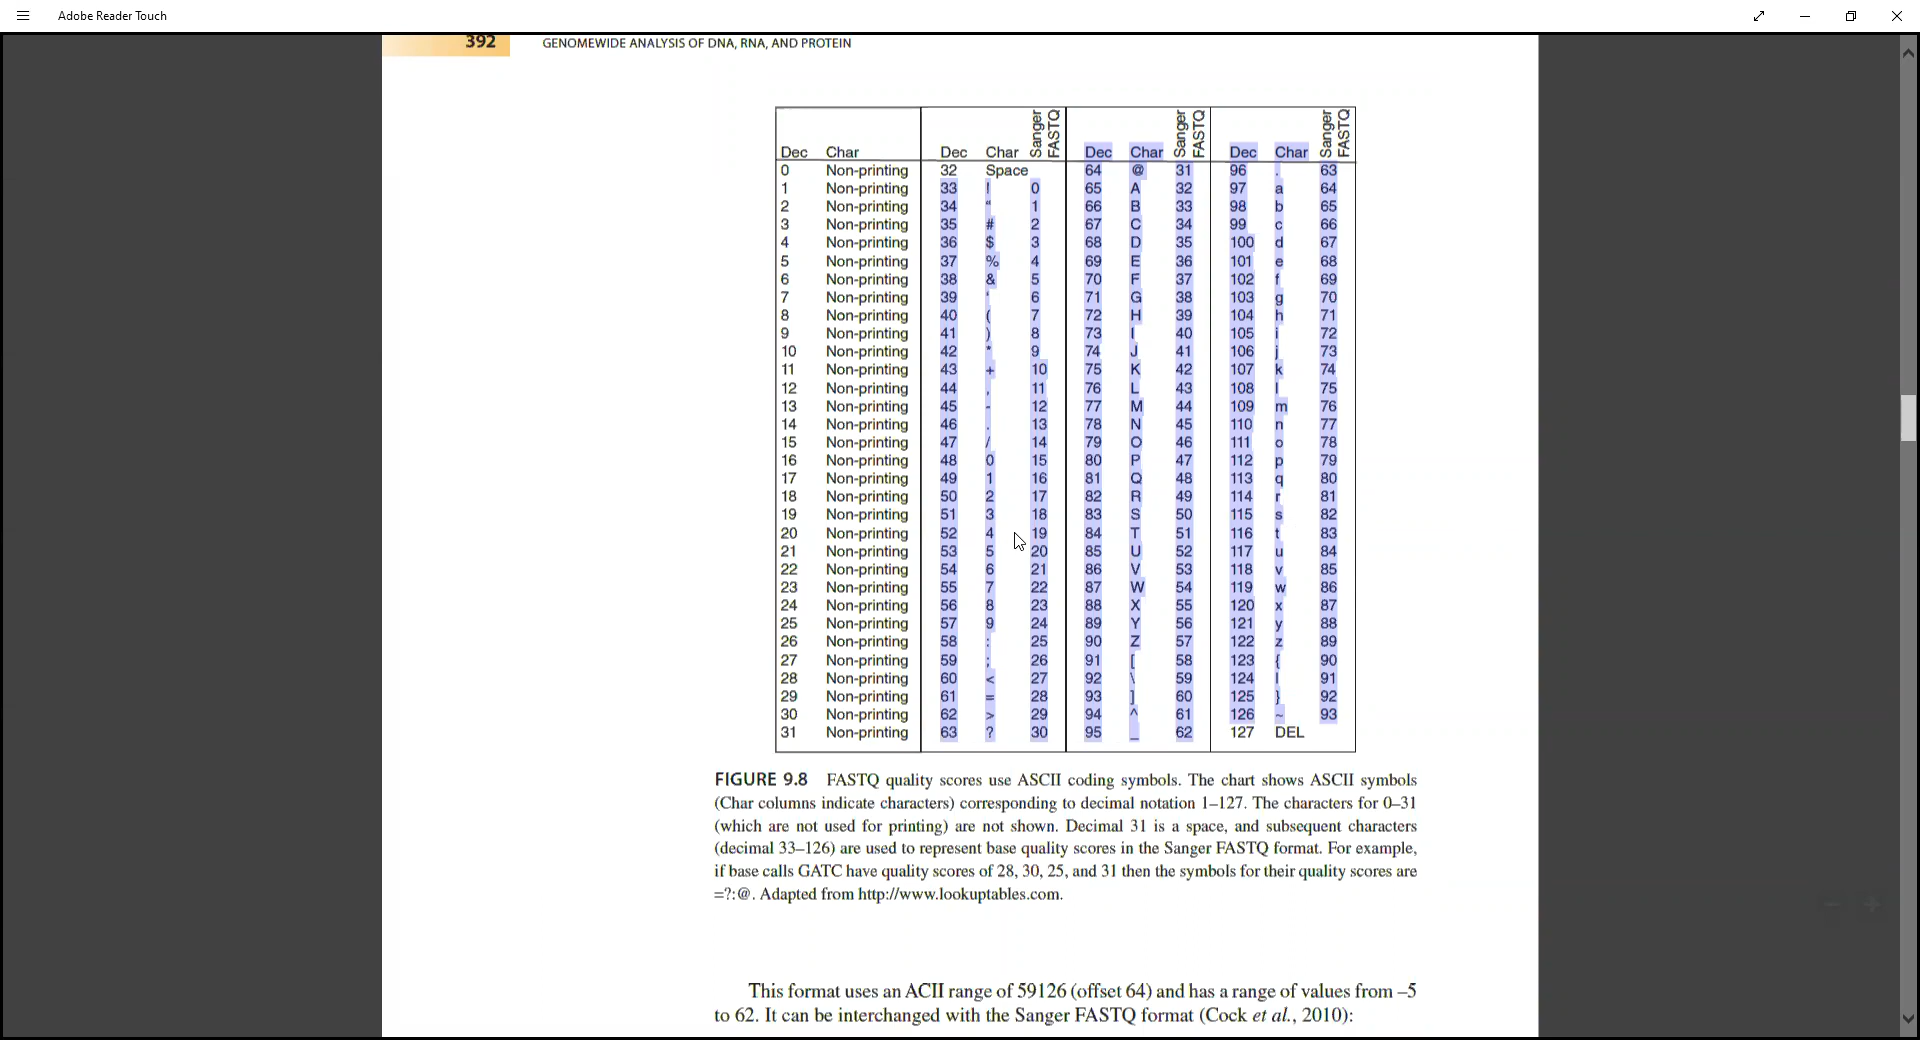 Adobe Reader Touch
392 GENOMEWIDE ANALYSIS OF DNA, RNA, AND PROTEIN
Dec Char Dec Char Sanger FASTQ Dec Char Sanger FASTQ Dec Char Sanger FASTQ
0 Non-printing 32 Space 64 @ 31 96 . 63
1 Non-printing 33 ! 0 65 A 32 97 a 64
2 Non-printing 34 “ 1 66 B 33 98 b 65
3 Non-printing 35 # 2 67 C 34 99 c 66
4 Non-printing 36 $ 3 68 D 35 100 d 67
5 Non-printing 37 % 4 69 E 36 101 e 68
6 Non-printing 38 & 5 70 F 37 102 f 69
7 Non-printing 39 ‘ 6 71 G 38 103 g 70
8 Non-printing 40 ( 7 72 H 39 104 h 71
9 Non-printing 41 ) 8 73 I 40 105 i 72
10 Non-printing 42 * 9 74 J 41 106 j 73
11 Non-printing 43 + 10 75 K 42 107 k 74
12 Non-printing 44 , 11 76 L 43 108 l 75
13 Non-printing 45 - 12 77 M 44 109 m 76
14 Non-printing 46 . 13 78 N 45 110 n 77
15 Non-printing 47 / 14 79 O 46 111 o 78
16 Non-printing 48 0 15 80 P 47 112 p 79
17 Non-printing 49 1 16 81 Q 48 113 q 80
18 Non-printing 50 2 17 82 R 49 114 r 81
19 Non-printing 51 3 18 83 S 50 115 s 82
20 Non-printing 52 4 19 84 T 51 116 t 83
21 Non-printing 53 5 20 85 U 52 117 u 84
22 Non-printing 54 6 21 86 V 53 118 v 85
23 Non-printing 55 7 22 87 W 54 119 w 86
24 Non-printing 56 8 23 88 X 55 120 x 87
25 Non-printing 57 9 24 89 Y 56 121 y 88
26 Non-printing 58 : 25 90 Z 57 122 z 89
27 Non-printing 59 ; 26 91 [ 58 123 { 90
28 Non-printing 60 < 27 92 \ 59 124 | 91
29 Non-printing 61 = 28 93 ] 60 125 } 92
30 Non-printing 62 > 29 94 ^ 61 126 ~ 93
31 Non-printing 63 ? 30 95 _ 62 127 DEL
FIGURE 9.8 FASTQ quality scores use ASCII coding symbols. The chart shows ASCII symbols
(Char columns indicate characters) corresponding to decimal notation 1–127. The characters for 0–31
(which are not used for printing) are not shown. Decimal 31 is a space, and subsequent characters
(decimal 33–126) are used to represent base quality scores in the Sanger FASTQ format. For example,
if base calls GATC have quality scores of 28, 30, 25, and 31 then the symbols for their quality scores are
=?:@. Adapted from http://www.lookuptables.com.
This format uses an ACII range of 59126 (offset 64) and has a range of values from –5
to 62. It can be interchanged with the Sanger FASTQ format (Cock et al., 2010):